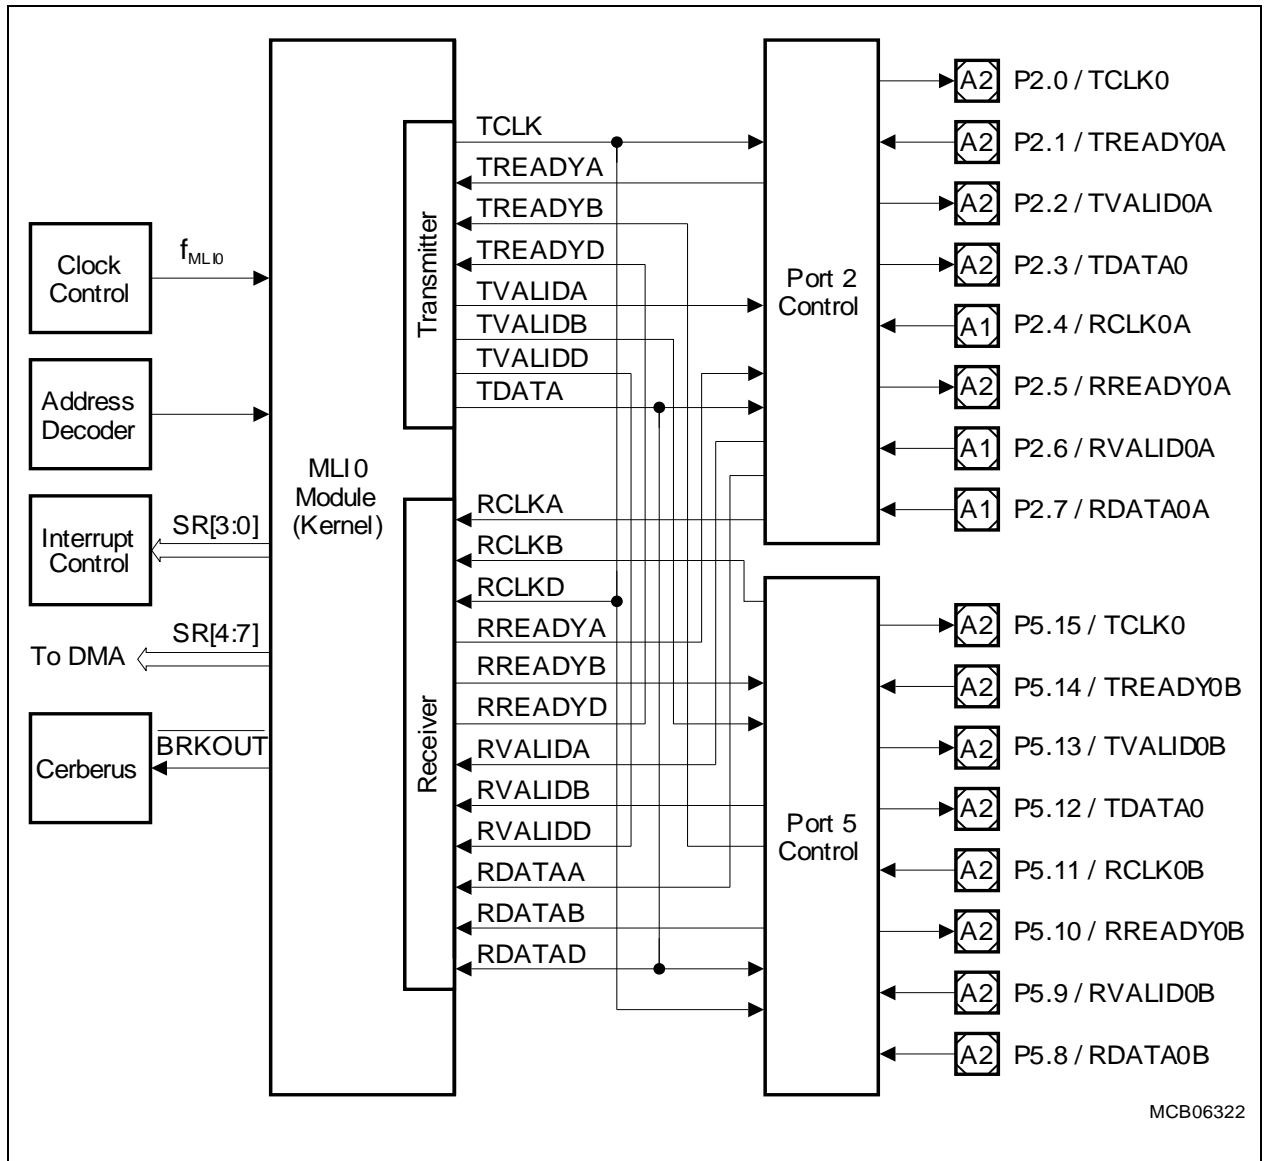 Clock
Control
f MLI0
Address
Decoder
Interrupt
Control
SR[3:0]
To DMA
SR[4:7]
Cerberus
BRKOUT
MLI0
Module
(Kernel)
Transmitter
TCLK
TREADYA
TREADYB
TREADYD
TVALIDA
TVALIDB
TVALIDD
TDATA
Receiver
RCLKA
RCLKB
RCLKD
RREADYA
RREADYB
RREADYD
RVALIDA
RVALIDB
RVALIDD
RDATAA
RDATAB
RDATAD
Port 2
Control
A2 P2.0 / TCLK0
A2 P2.1 / TREADY0A
A2 P2.2 / TVALID0A
A2 P2.3 / TDATA0
A1 P2.4 / RCLK0A
A2 P2.5 / RREADY0A
A1 P2.6 / RVALID0A
A1 P2.7 / RDATA0A
Port 5
Control
A2 P5.15 / TCLK0
A2 P5.14 / TREADY0B
A2 P5.13 / TVALID0B
A2 P5.12 / TDATA0
A2 P5.11 / RCLK0B
A2 P5.10 / RREADY0B
A2 P5.9 / RVALID0B
A2 P5.8 / RDATA0B
MCB06322